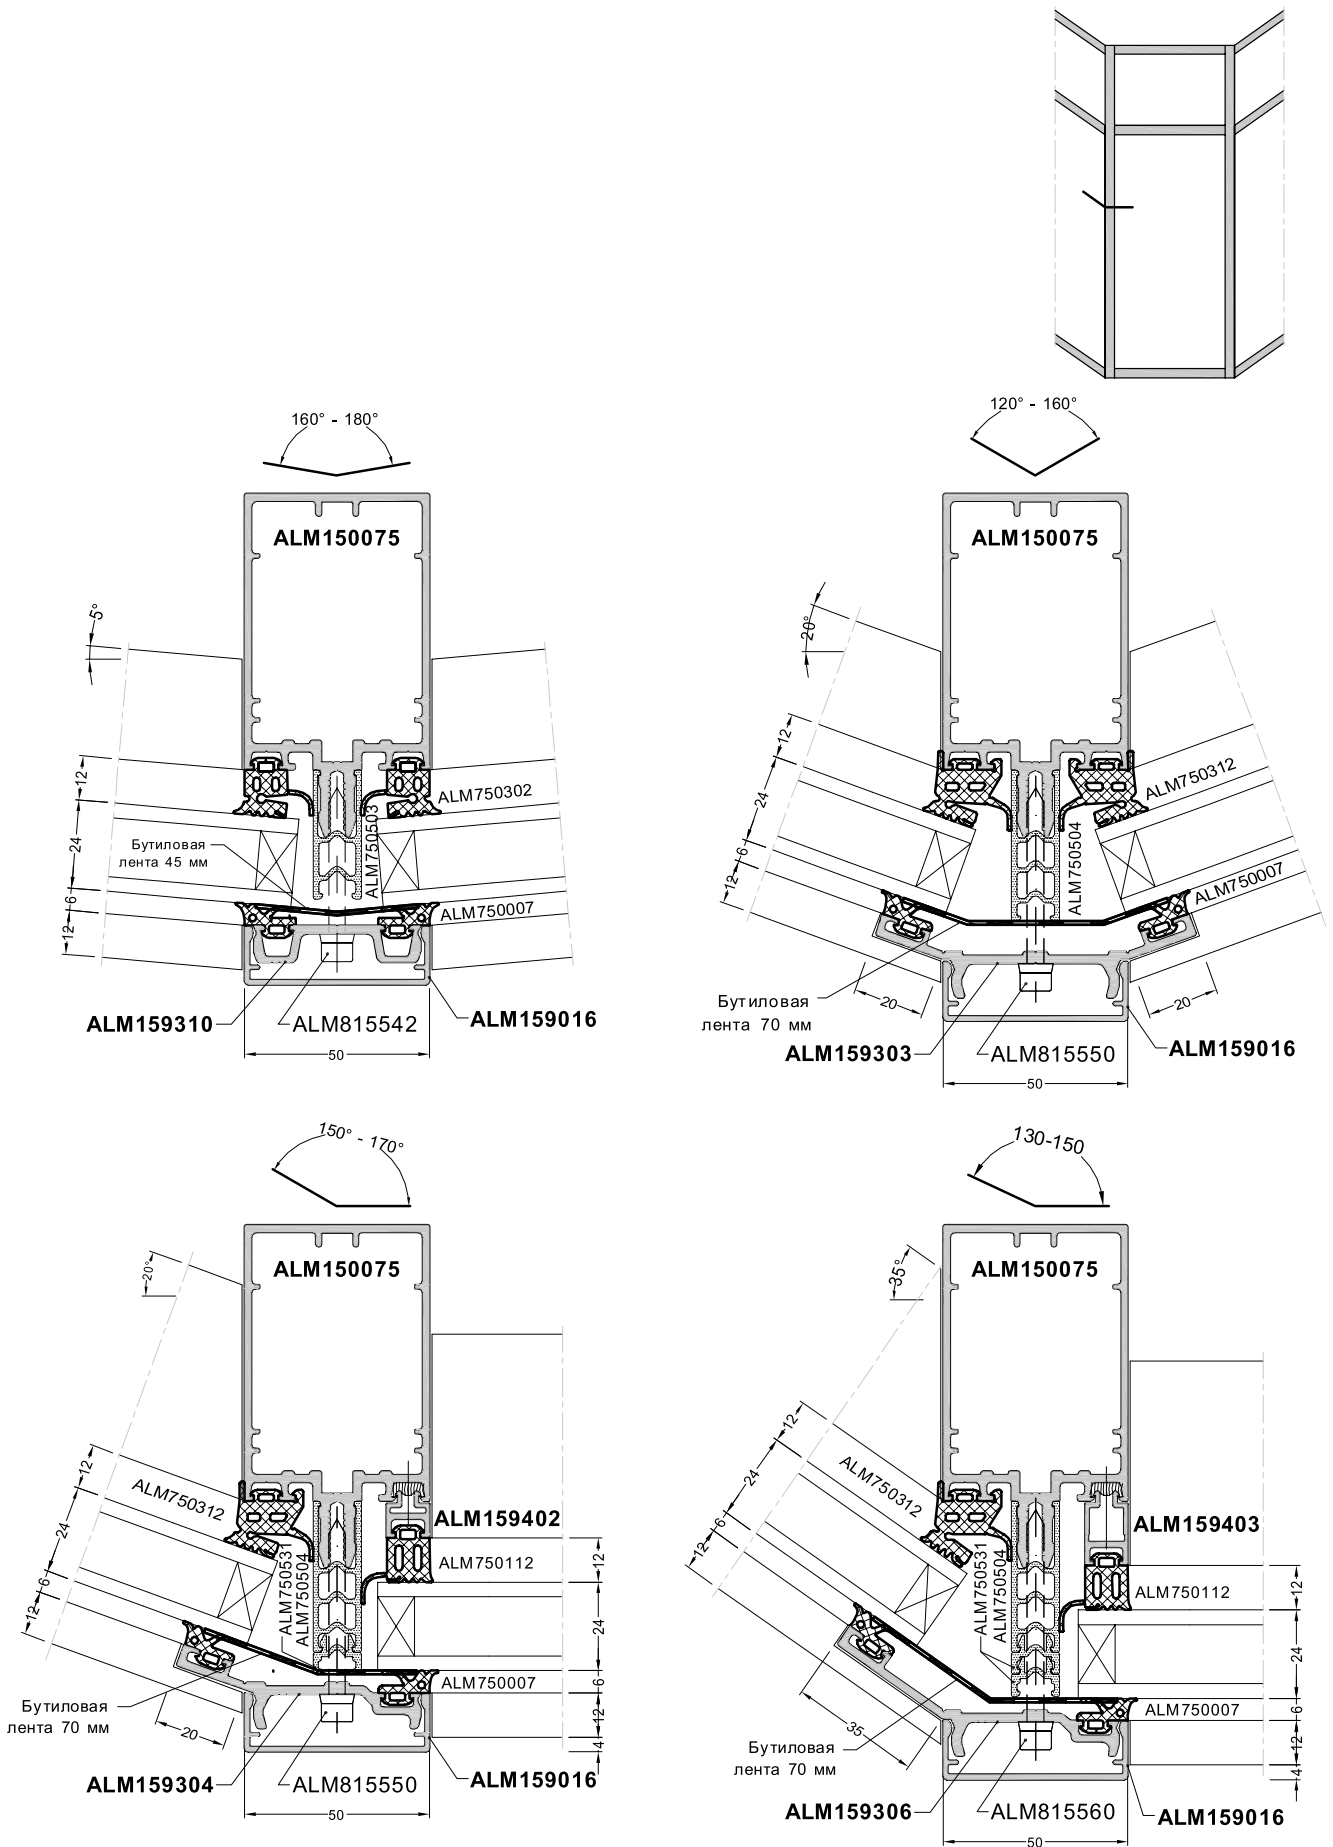 160° - 180°
ALM150075
5°
12
24
6
12
ALM750302
Бутиловая
лента 45 мм
ALM750503
ALM750007
ALM159310
ALM815542
ALM159016
50
120° - 160°
ALM150075
20°
12
24
6
12
ALM750312
ALM750504
ALM750007
20
20
Бутиловая
лента 70 мм
ALM159303
ALM815550
ALM159016
50
150° - 170°
ALM150075
20°
12
24
6
12
ALM750312
ALM159402
ALM750531
ALM750504
ALM750112
12
24
6
12
4
ALM750007
Бутиловая
лента 70 мм
20
ALM159304
ALM815550
ALM159016
50
130-150
ALM150075
35°
12
24
6
12
ALM750312
ALM159403
ALM750531
ALM750504
ALM750112
12
24
6
12
4
ALM750007
35
Бутиловая
лента 70 мм
ALM159306
ALM815560
ALM159016
50